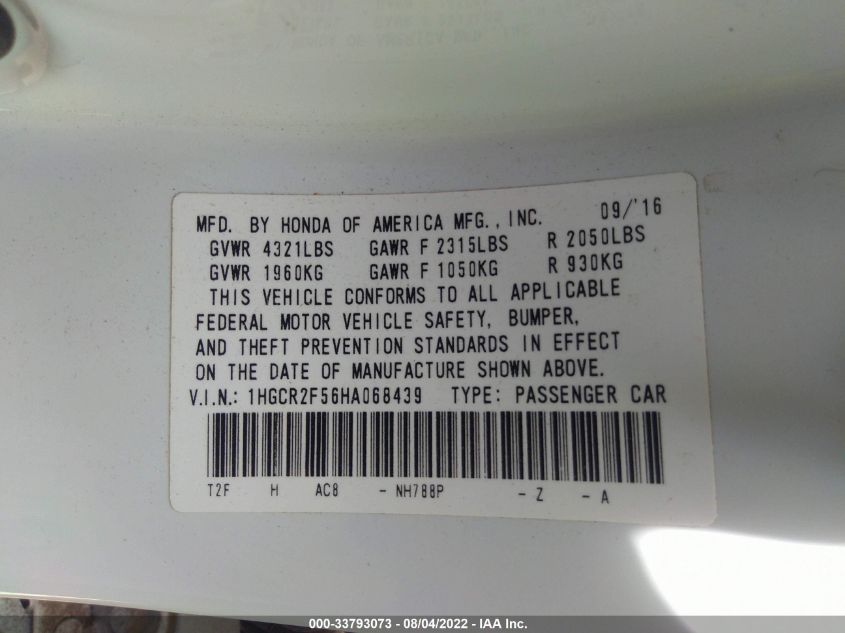 MFD. BY HONDA OF AMERICA MFG., INC. 09/'16
GVWR 4321LBS GAWR F 2315LBS R 2050LBS
GVWR 1960KG GAWR F 1050KG R 930KG
THIS VEHICLE CONFORMS TO ALL APPLICABLE
FEDERAL MOTOR VEHICLE SAFETY, BUMPER,
AND THEFT PREVENTION STANDARDS IN EFFECT
ON THE DATE OF MANUFACTURE SHOWN ABOVE.
V.I.N.: 1HGCR2F56HA068439 TYPE: PASSENGER CAR
T2F H AC8 - NH788P - Z - A
000-33793073 - 08/04/2022 - IAA Inc.